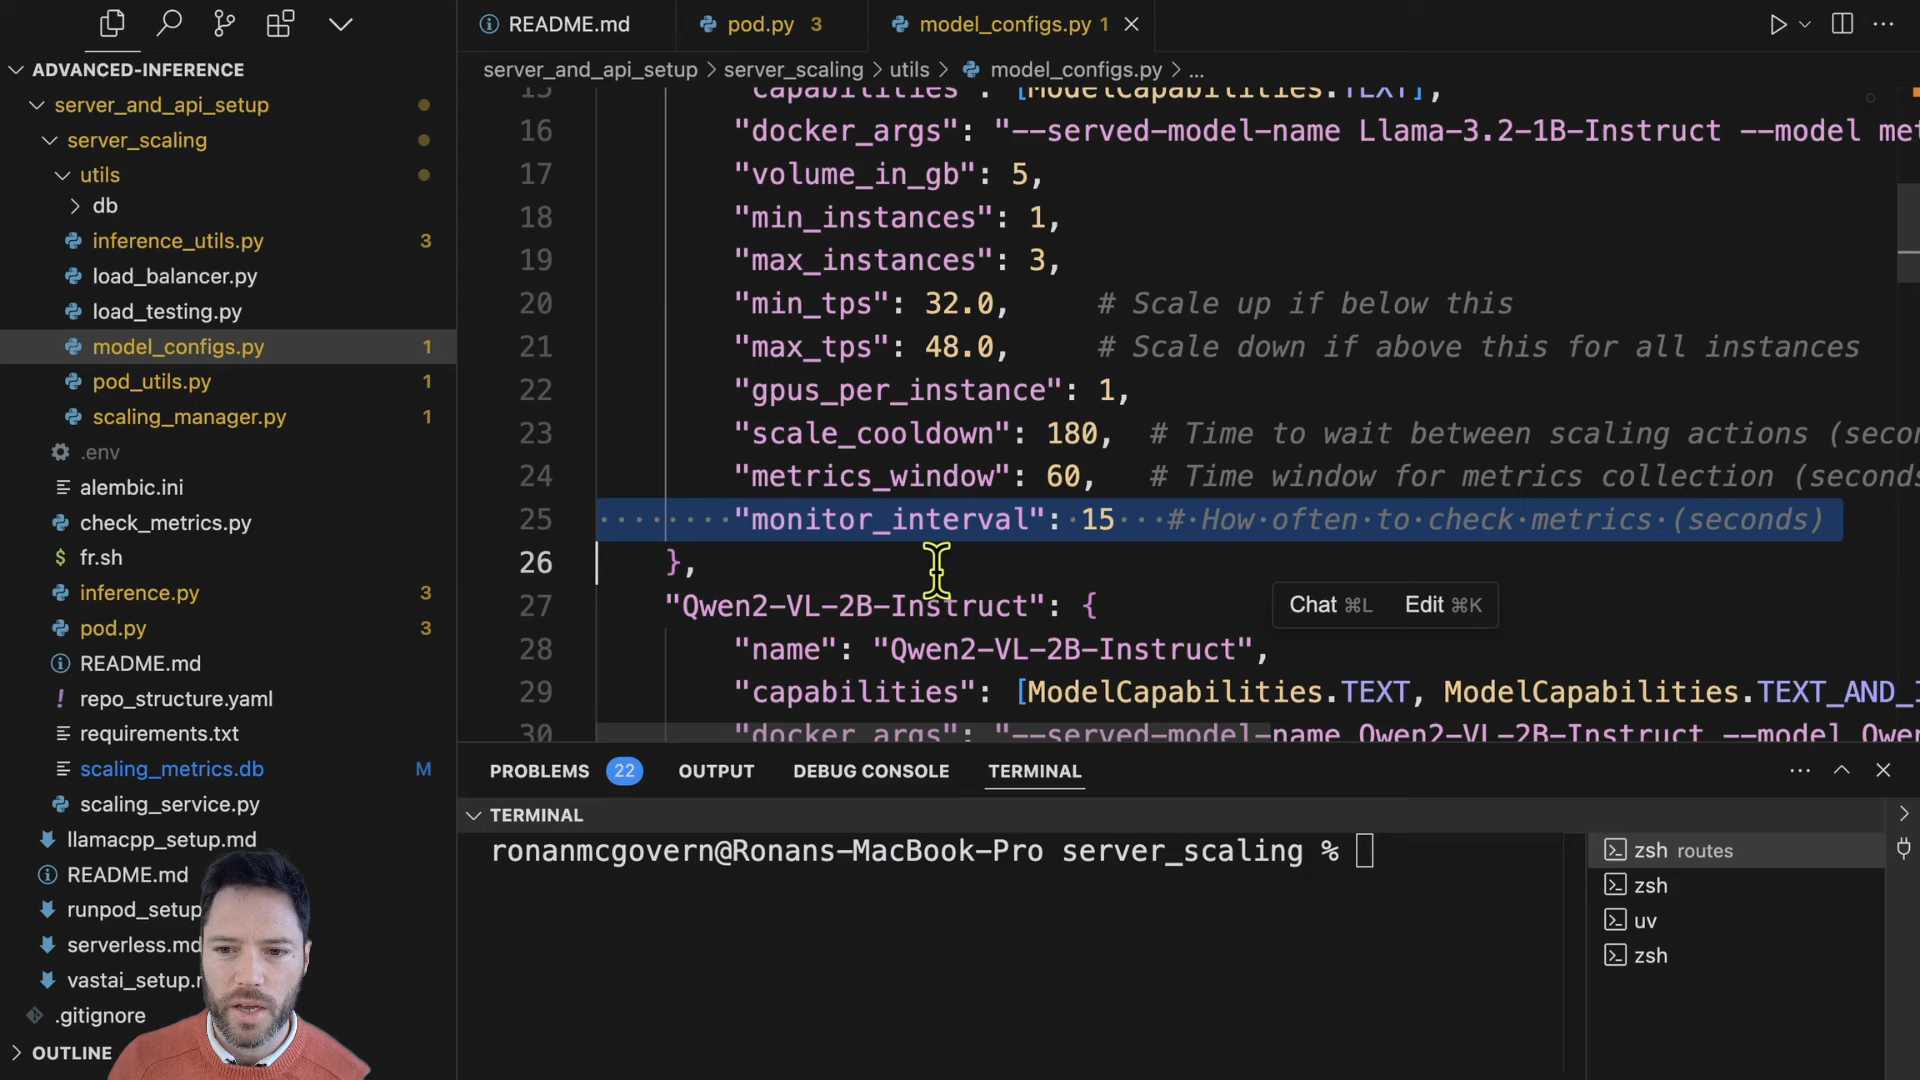 README.md
pod.py 3
model_configs.py 1
ADVANCED-INFERENCE
server_and_api_setup
server_scaling
utils
db
inference_utils.py 3
load_balancer.py
load_testing.py
model_configs.py 1
pod_utils.py 1
scaling_manager.py 1
.env
alembic.ini
check_metrics.py
fr.sh
inference.py 3
pod.py 3
README.md
repo_structure.yaml
requirements.txt
scaling_metrics.db M
scaling_service.py
llamacpp_setup.md
README.md
runpod_setup
serverless.md
vastai_setup.
.gitignore
OUTLINE
server_and_api_setup > server_scaling > utils > model_configs.py > ...
15 "capabilities": [ModelCapabilities.TEXT],
16 "docker_args": "--served-model-name Llama-3.2-1B-Instruct --model met
17 "volume_in_gb": 5,
18 "min_instances": 1,
19 "max_instances": 3,
20 "min_tps": 32.0, # Scale up if below this
21 "max_tps": 48.0, # Scale down if above this for all instances
22 "gpus_per_instance": 1,
23 "scale_cooldown": 180, # Time to wait between scaling actions (secon
24 "metrics_window": 60, # Time window for metrics collection (seconds
25 "monitor_interval": 15 # How often to check metrics (seconds)
26 },
27 "Qwen2-VL-2B-Instruct": {
Chat ⌘L Edit ⌘K
28 "name": "Qwen2-VL-2B-Instruct",
29 "capabilities": [ModelCapabilities.TEXT, ModelCapabilities.TEXT_AND_I
30 "docker_args": "--served-model-name Qwen2-VL-2B-Instruct --model Qwen
PROBLEMS 22 OUTPUT DEBUG CONSOLE TERMINAL
TERMINAL
ronanmcgovern@Ronans-MacBook-Pro server_scaling %
zsh routes
zsh
uv
zsh